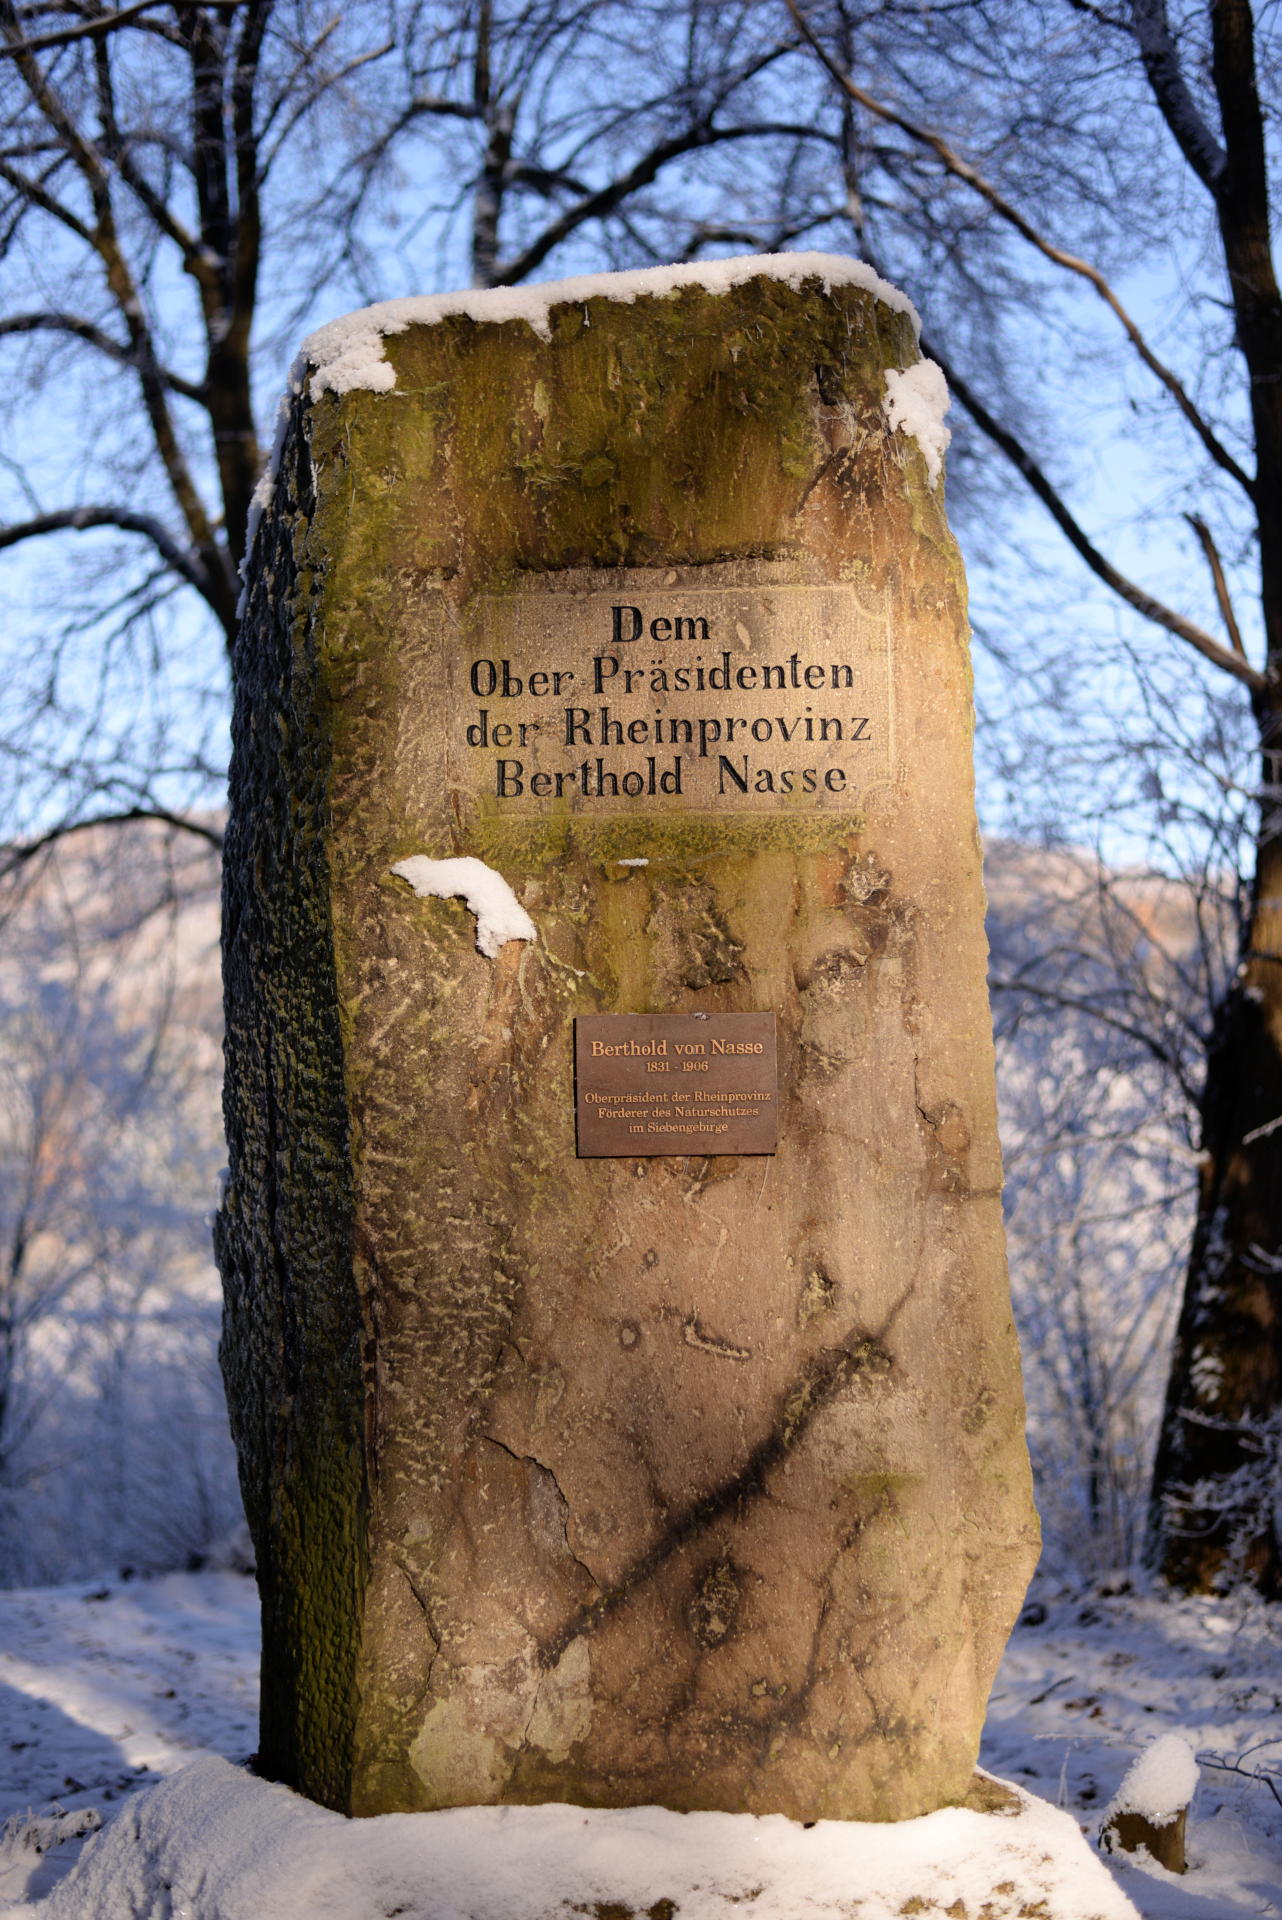 Dem
Ober-Präsidenten
der Rheinprovinz
Berthold Nasse.
Berthold von Nasse
1831 - 1906
Oberpräsident der Rheinprovinz
Förderer des Naturschutzes
im Siebengebirge